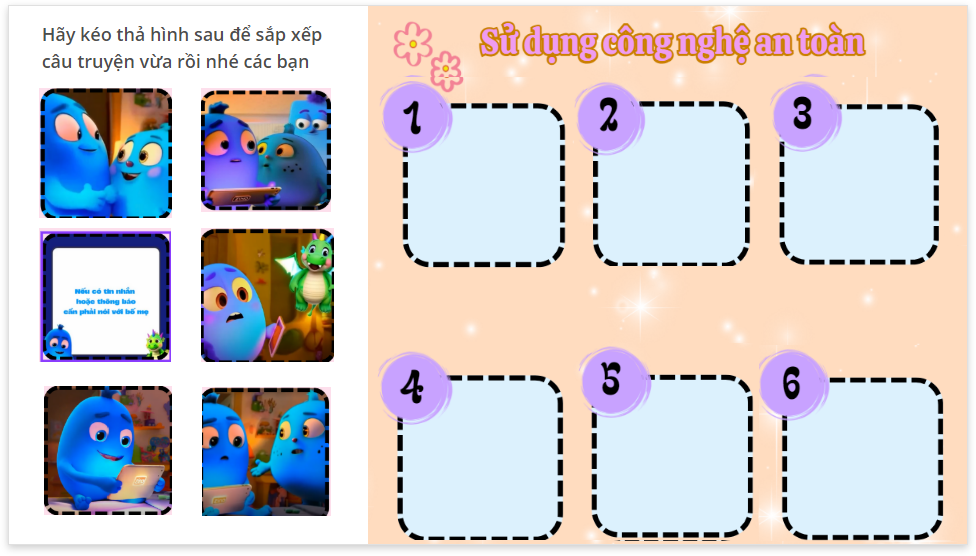 Hãy kéo thả hình sau để sắp xếp
câu truyện vừa rồi nhé các bạn
Sử dụng công nghệ an toàn
1
2
3
Nếu có tin nhắn
hoặc thông báo
cần phải nói với bố mẹ
4
5
6